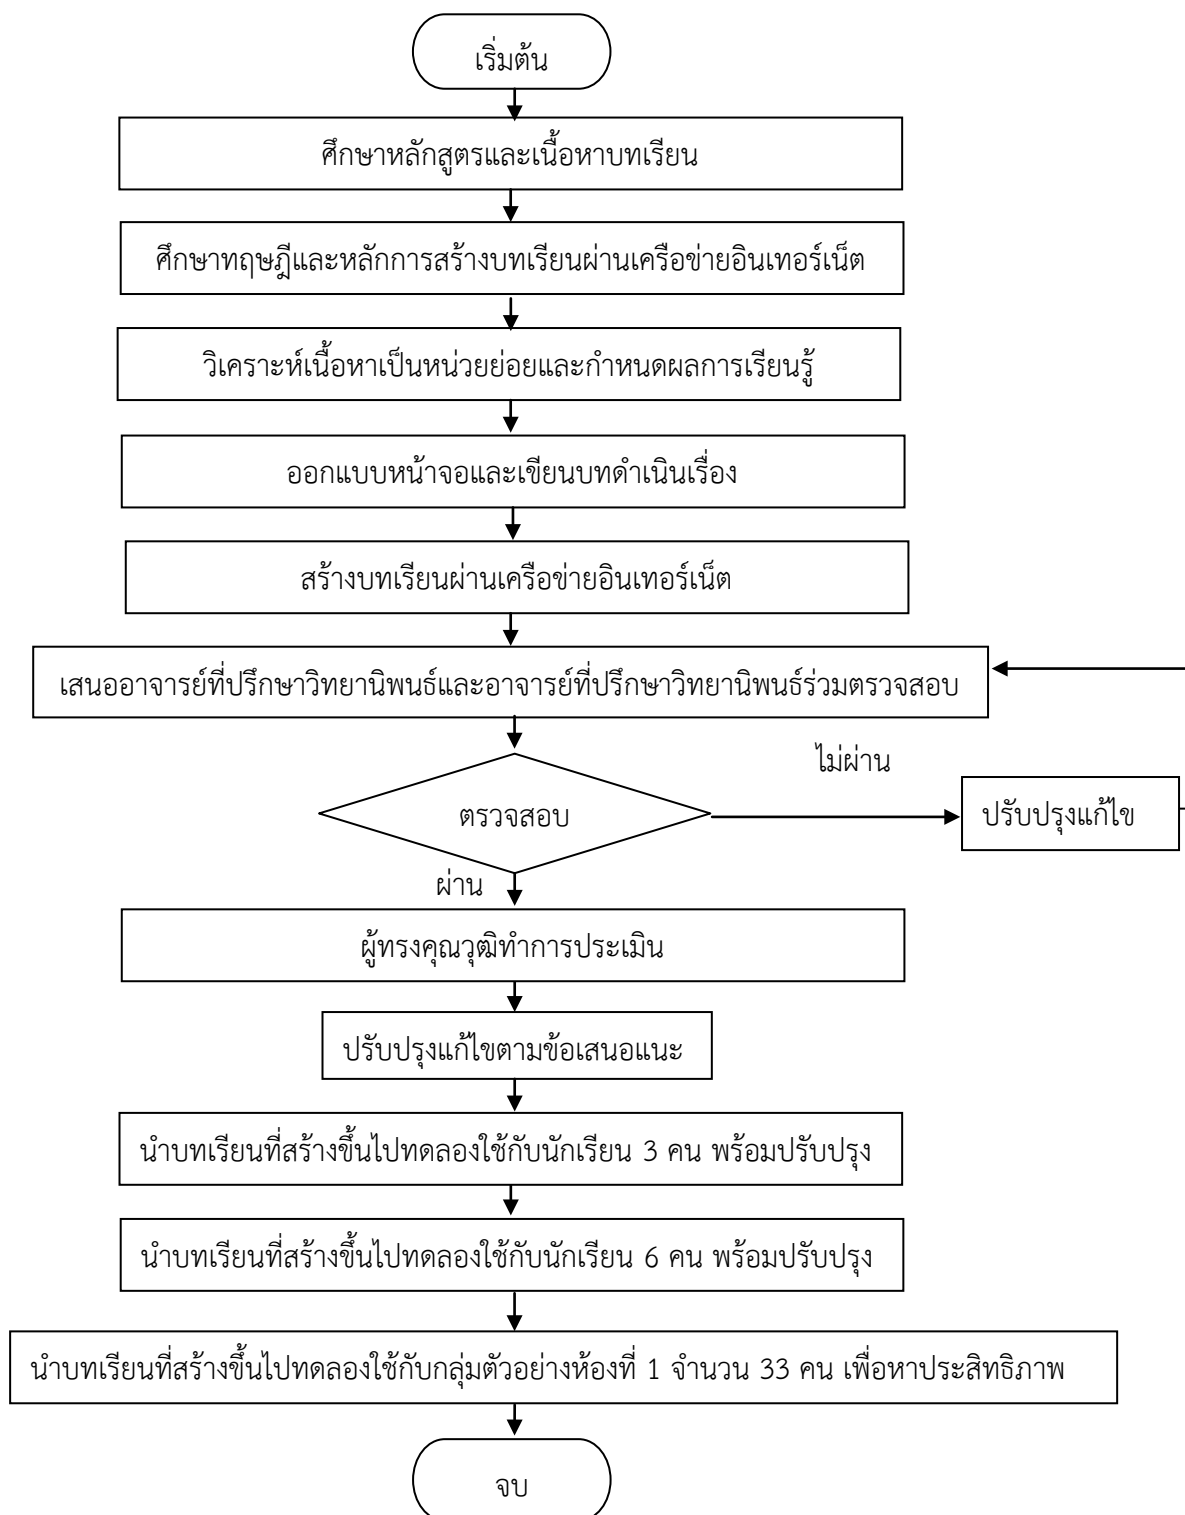 เริ่มต้น
ศึกษาหลักสูตรและเนื้อหาบทเรียน
ศึกษาทฤษฎีและหลักการสร้างบทเรียนผ่านเครือข่ายอินเทอร์เน็ต
วิเคราะห์เนื้อหาเป็นหน่วยย่อยและกำหนดผลการเรียนรู้
ออกแบบหน้าจอและเขียนบทดำเนินเรื่อง
สร้างบทเรียนผ่านเครือข่ายอินเทอร์เน็ต
เสนออาจารย์ที่ปรึกษาวิทยานิพนธ์และอาจารย์ที่ปรึกษาวิทยานิพนธ์ร่วมตรวจสอบ
ไม่ผ่าน
ตรวจสอบ
ปรับปรุงแก้ไข
ผ่าน
ผู้ทรงคุณวุฒิทำการประเมิน
ปรับปรุงแก้ไขตามข้อเสนอแนะ
นำบทเรียนที่สร้างขึ้นไปทดลองใช้กับนักเรียน 3 คน พร้อมปรับปรุง
นำบทเรียนที่สร้างขึ้นไปทดลองใช้กับนักเรียน 6 คน พร้อมปรับปรุง
นำบทเรียนที่สร้างขึ้นไปทดลองใช้กับกลุ่มตัวอย่างห้องที่ 1 จำนวน 33 คน เพื่อหาประสิทธิภาพ
จบ